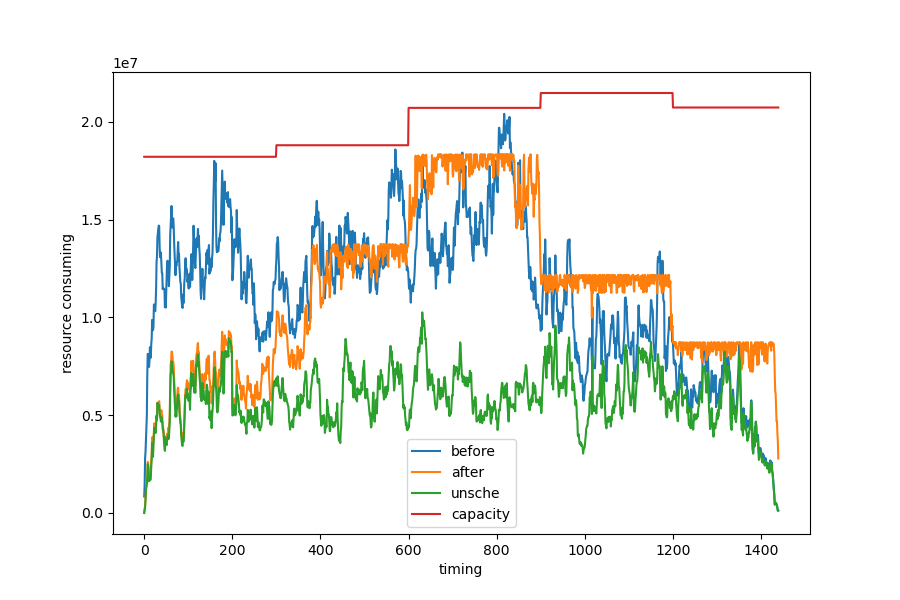 1e7
2.0
1.5
1.0
0.5
0.0
resource consuming
before
after
unsche
capacity
0 200 400 600 800 1000 1200 1400
timing